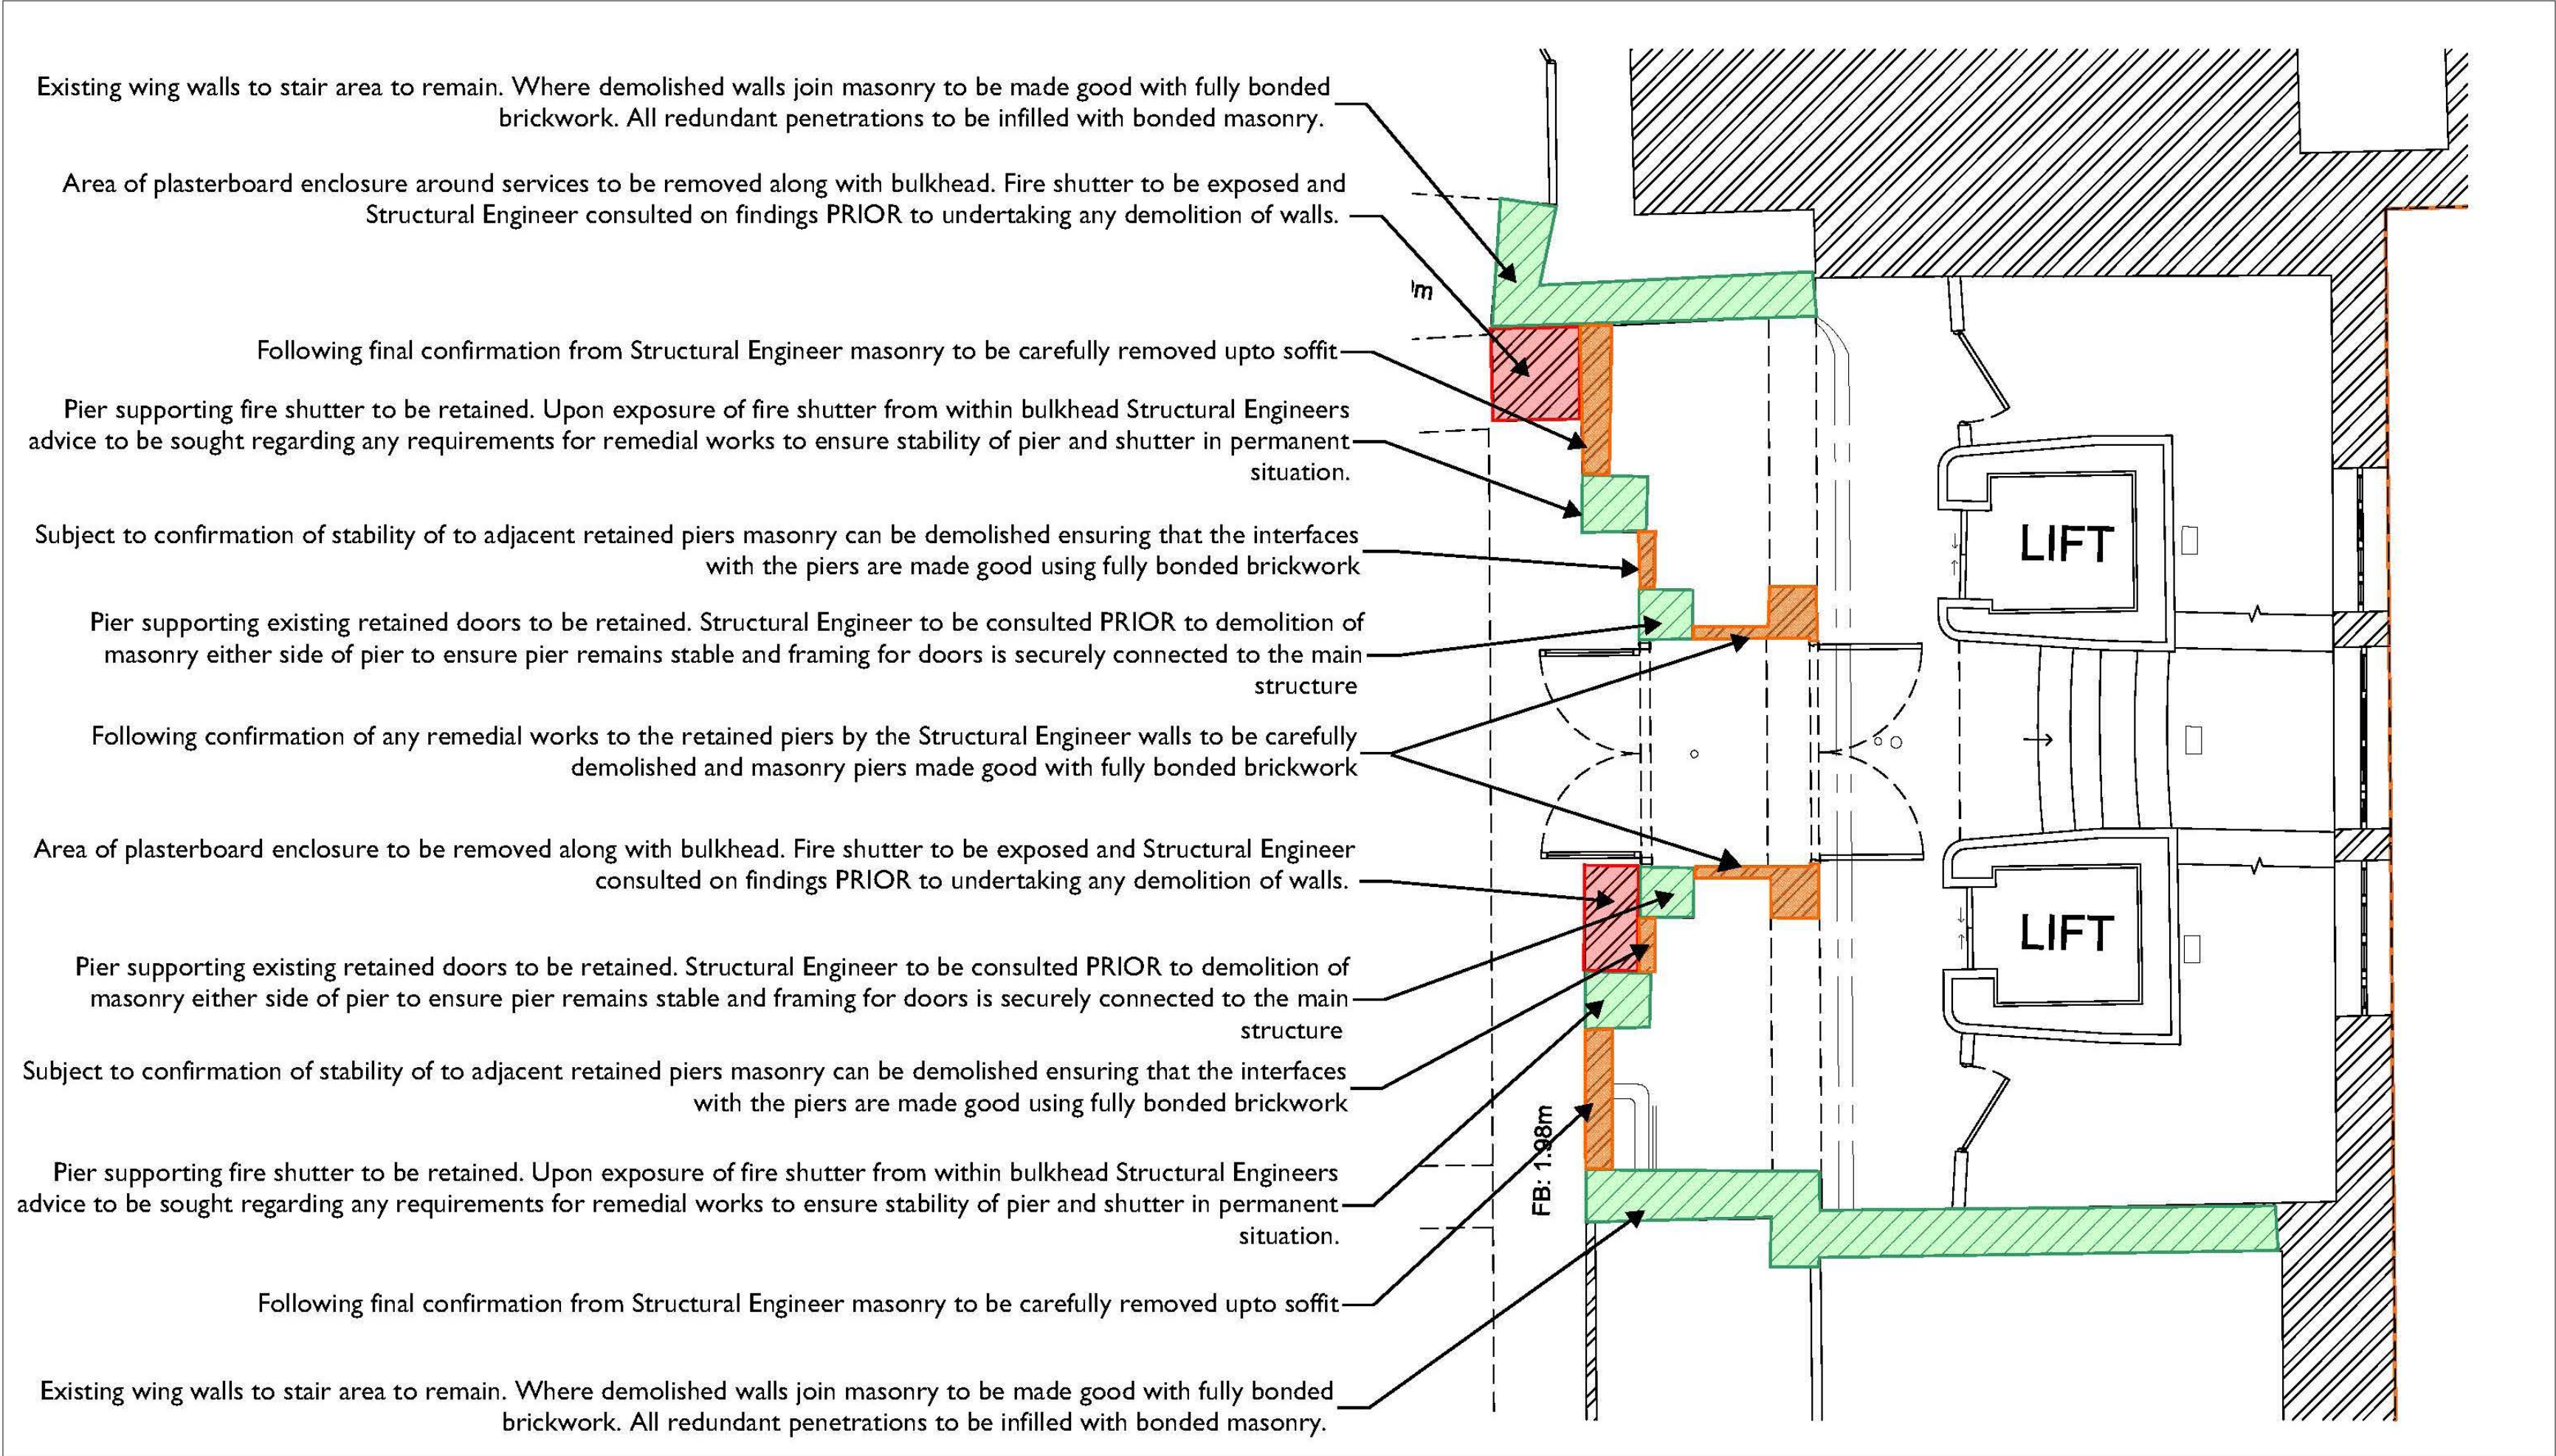 Existing wing walls to stair area to remain. Where demolished walls join masonry to be made good with fully bonded
brickwork. All redundant penetrations to be infilled with bonded masonry.
Area of plasterboard enclosure around services to be removed along with bulkhead. Fire shutter to be exposed and
Structural Engineer consulted on findings PRIOR to undertaking any demolition of walls.
Following final confirmation from Structural Engineer masonry to be carefully removed upto soffit
Pier supporting fire shutter to be retained. Upon exposure of fire shutter from within bulkhead Structural Engineers
advice to be sought regarding any requirements for remedial works to ensure stability of pier and shutter in permanent
situation.
Subject to confirmation of stability of to adjacent retained piers masonry can be demolished ensuring that the interfaces
with the piers are made good using fully bonded brickwork
Pier supporting existing retained doors to be retained. Structural Engineer to be consulted PRIOR to demolition of
masonry either side of pier to ensure pier remains stable and framing for doors is securely connected to the main
structure
Following confirmation of any remedial works to the retained piers by the Structural Engineer walls to be carefully
demolished and masonry piers made good with fully bonded brickwork
Area of plasterboard enclosure to be removed along with bulkhead. Fire shutter to be exposed and Structural Engineer
consulted on findings PRIOR to undertaking any demolition of walls.
Pier supporting existing retained doors to be retained. Structural Engineer to be consulted PRIOR to demolition of
masonry either side of pier to ensure pier remains stable and framing for doors is securely connected to the main
structure
Subject to confirmation of stability of to adjacent retained piers masonry can be demolished ensuring that the interfaces
with the piers are made good using fully bonded brickwork
Pier supporting fire shutter to be retained. Upon exposure of fire shutter from within bulkhead Structural Engineers
advice to be sought regarding any requirements for remedial works to ensure stability of pier and shutter in permanent
situation.
Following final confirmation from Structural Engineer masonry to be carefully removed upto soffit
Existing wing walls to stair area to remain. Where demolished walls join masonry to be made good with fully bonded
brickwork. All redundant penetrations to be infilled with bonded masonry.
m
LIFT
LIFT
FB: 1.98m